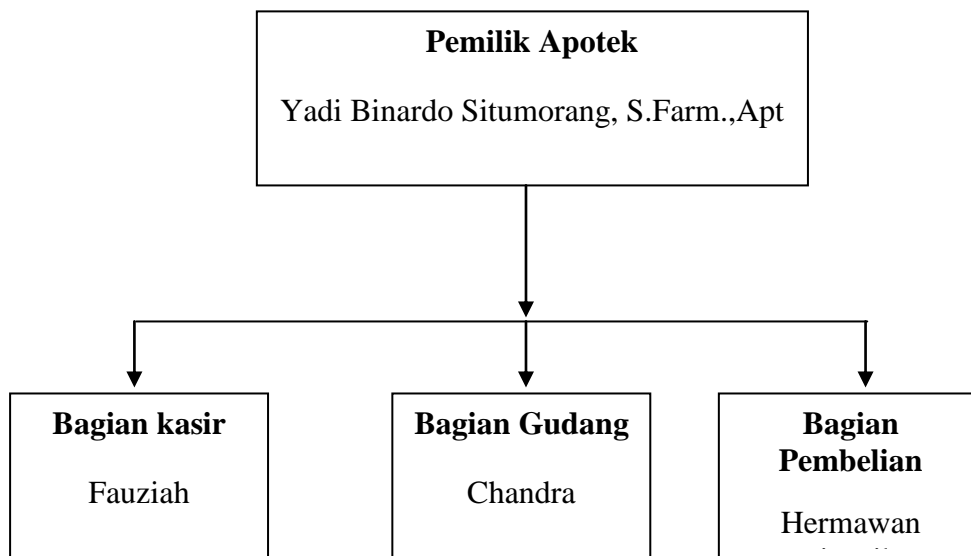 Pemilik Apotek
Yadi Binardo Situmorang, S.Farm.,Apt
Bagian kasir
Fauziah
Bagian Gudang
Chandra
Bagian
Pembelian
Hermawan